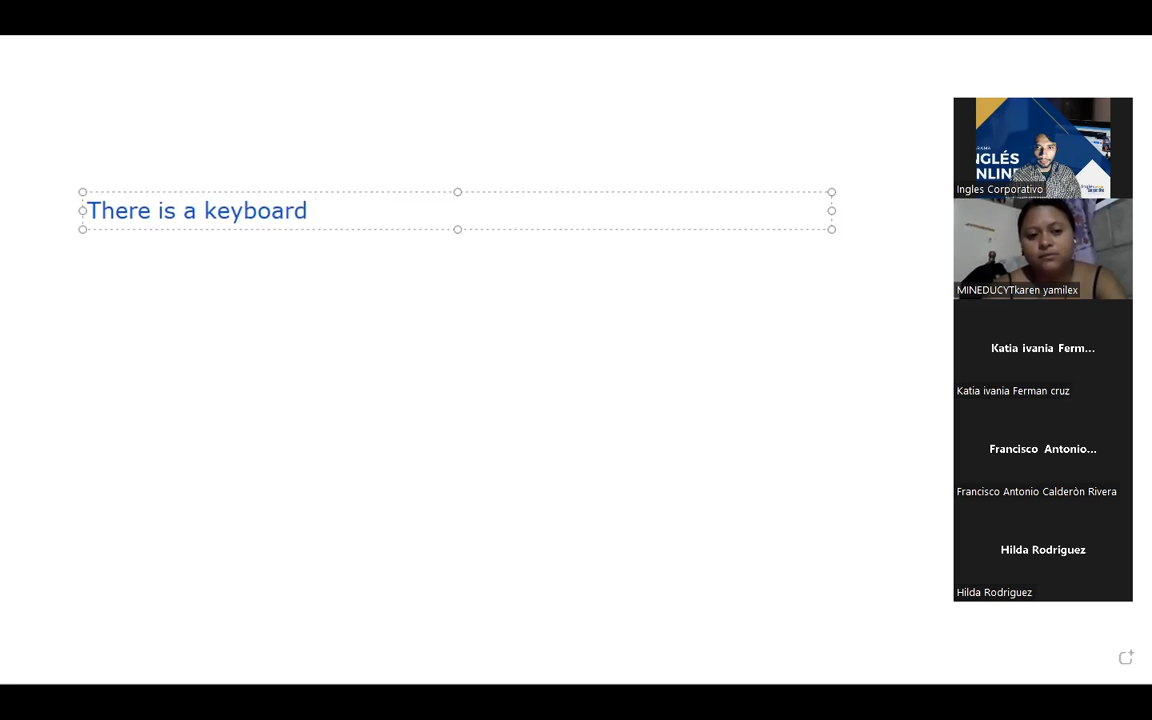 There is a keyboard
NGLÉS
NLINE
Ingles Corporativo
MINEDUCYTkaren yamilex
Katia ivania Ferm...
Katia ivania Ferman cruz
Francisco Antonio...
Francisco Antonio Calderòn Rivera
Hilda Rodriguez
Hilda Rodriguez